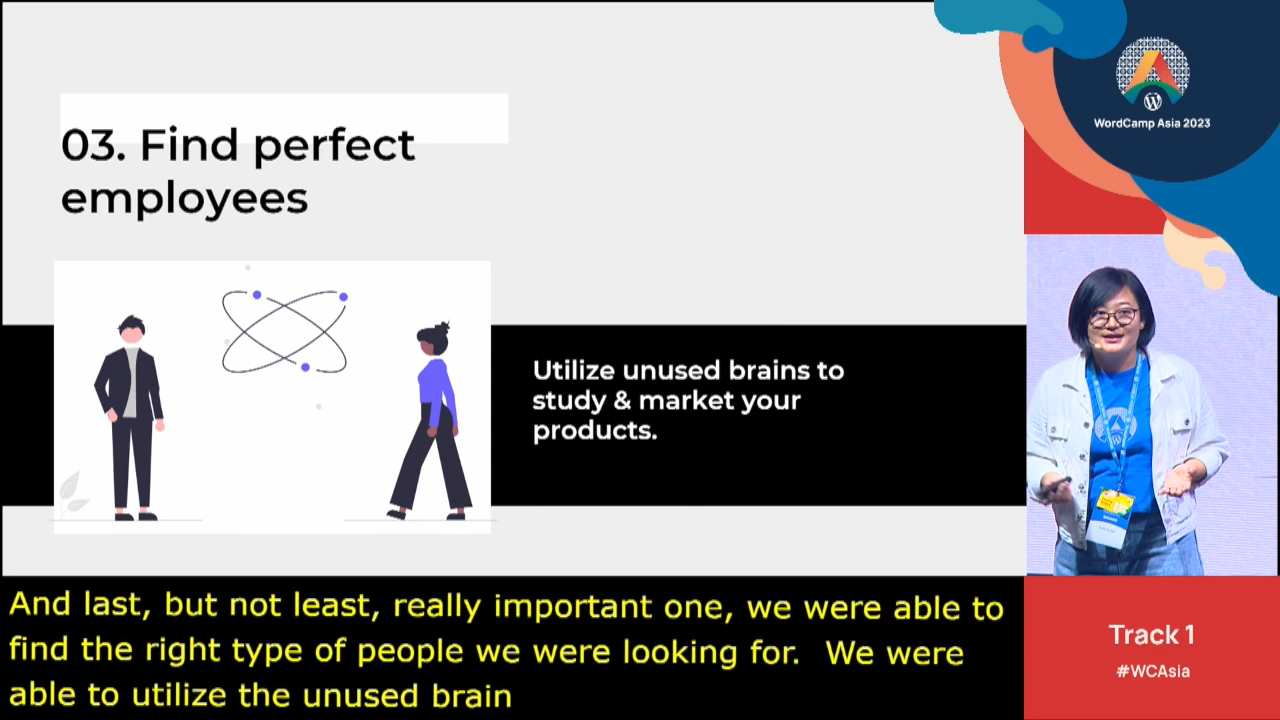 03. Find perfect
employees
Utilize unused brains to
study & market your
products.
WordCamp Asia 2023
And last, but not least, really important one, we were able to
find the right type of people we were looking for.  We were
able to utilize the unused brain
Track 1
#WCAsia